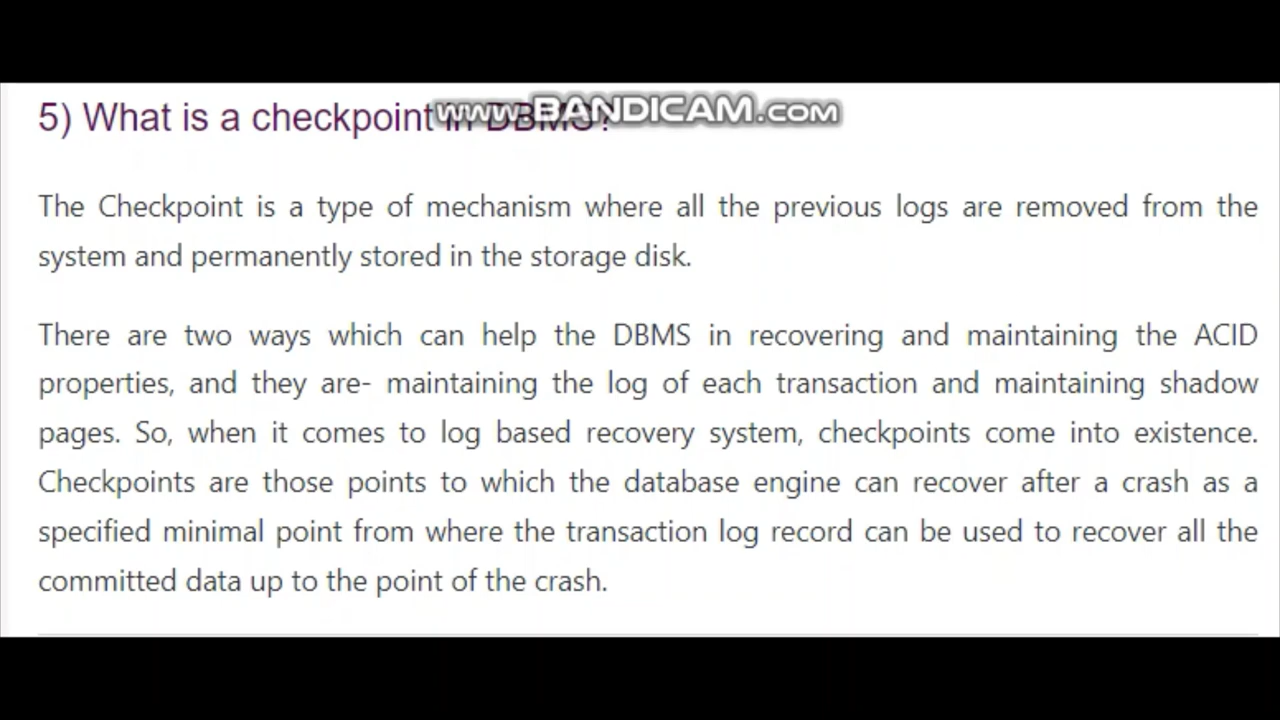 5) What is a checkpoint in DBMS?
www.BANDICAM.com
The Checkpoint is a type of mechanism where all the previous logs are removed from the
system and permanently stored in the storage disk.
There are two ways which can help the DBMS in recovering and maintaining the ACID
properties, and they are- maintaining the log of each transaction and maintaining shadow
pages. So, when it comes to log based recovery system, checkpoints come into existence.
Checkpoints are those points to which the database engine can recover after a crash as a
specified minimal point from where the transaction log record can be used to recover all the
committed data up to the point of the crash.